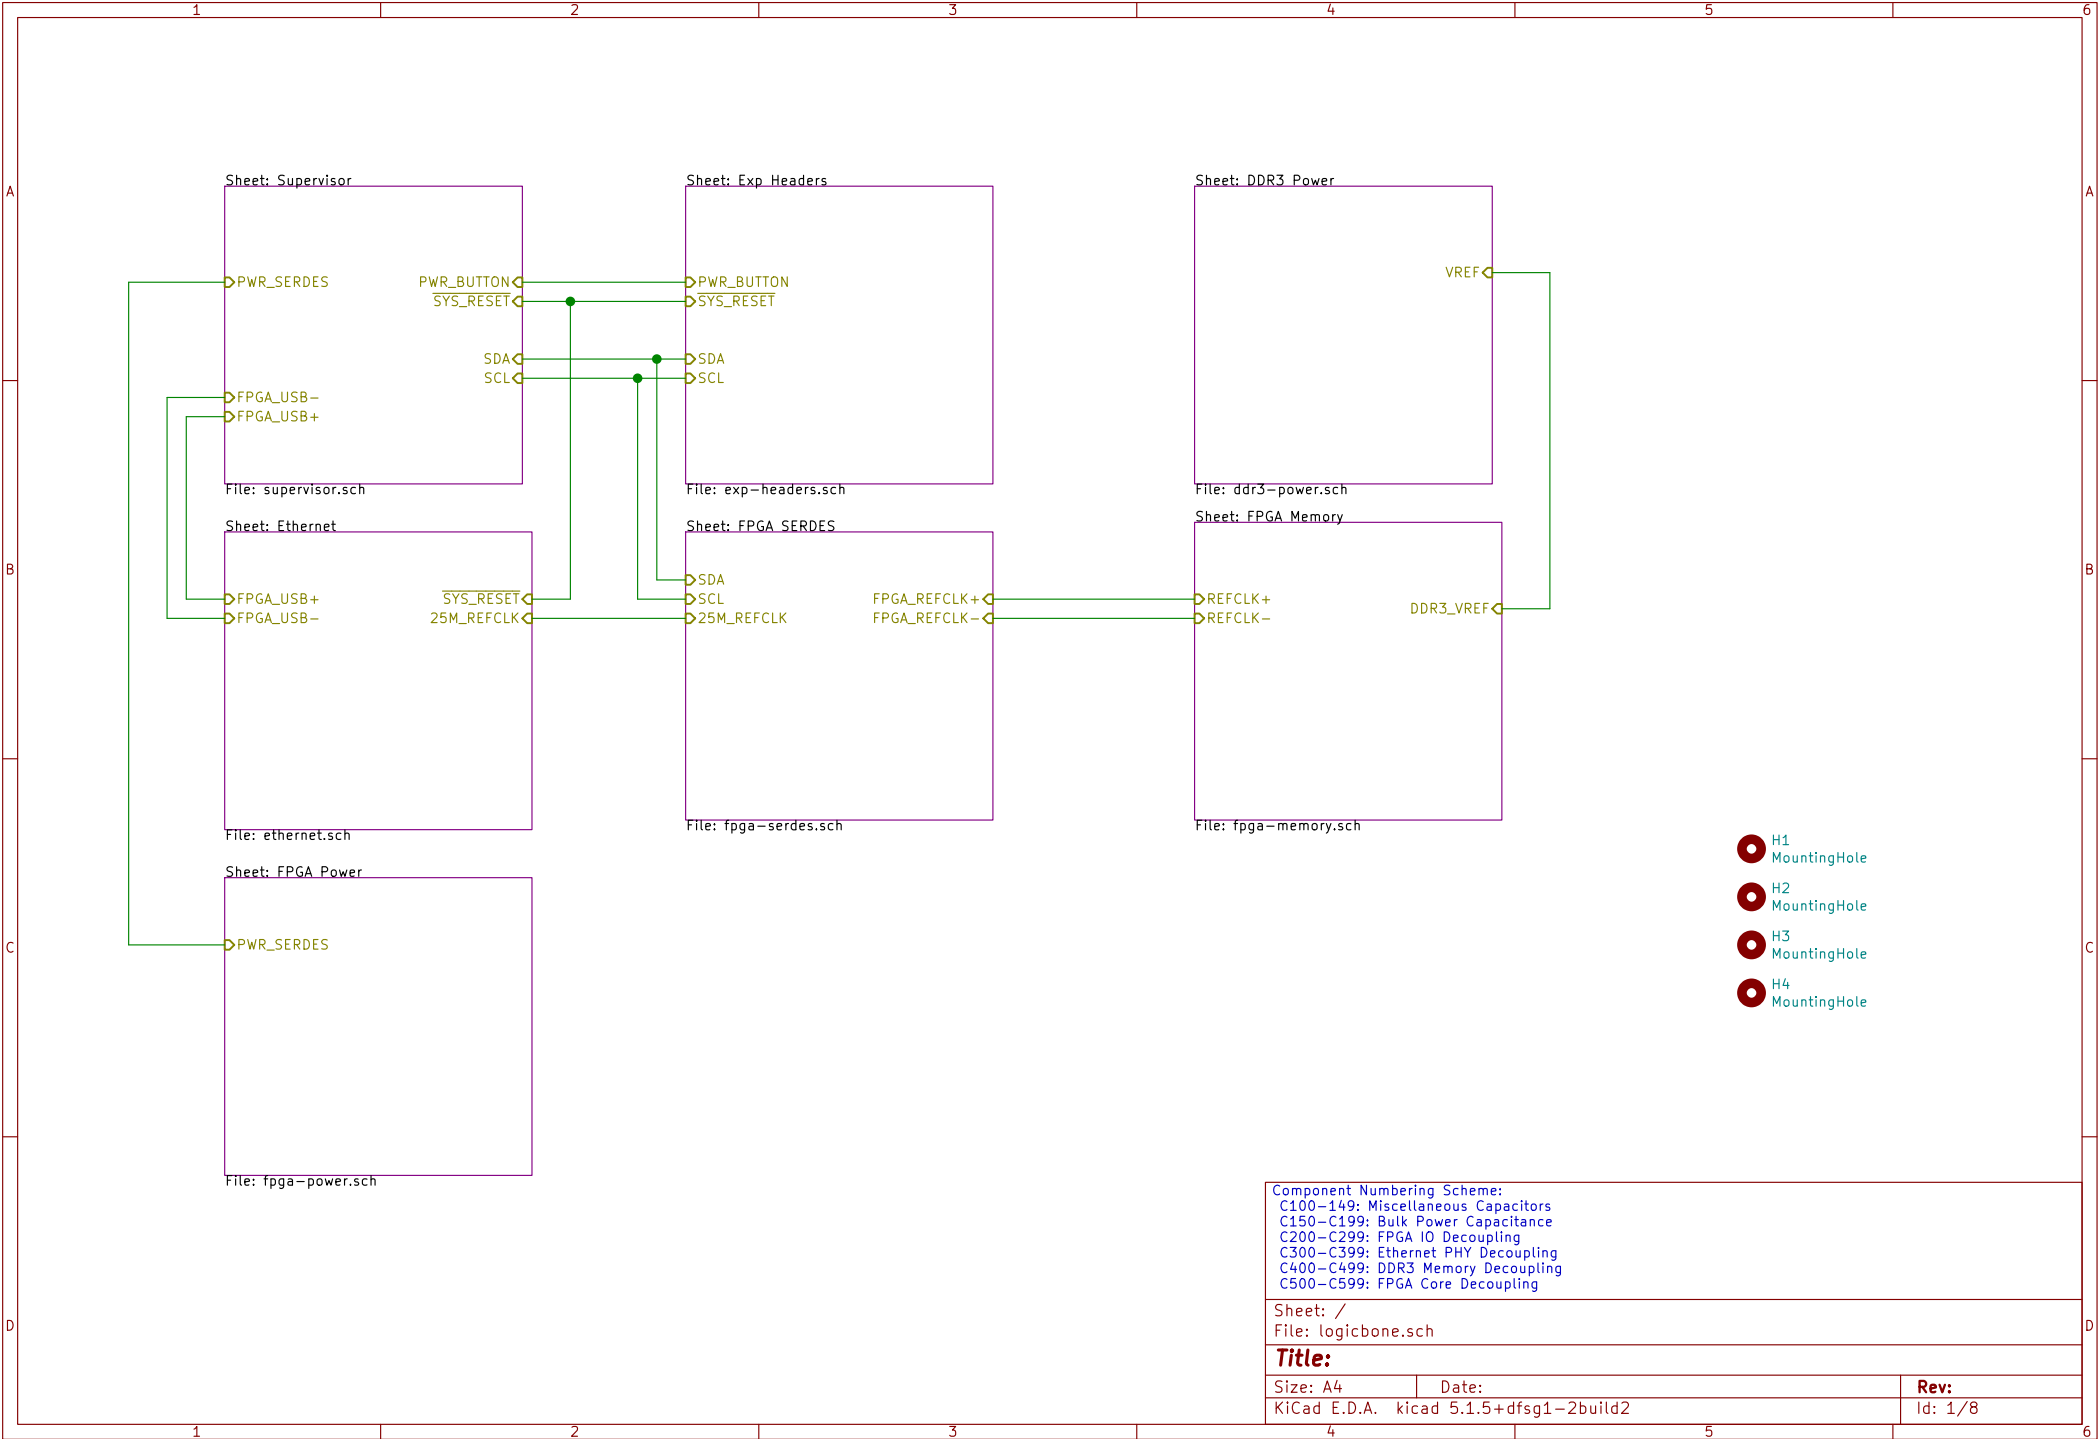 1 2 3 4 5 6
A A
B B
C C
D D
Sheet: Supervisor
PWR_SERDES
PWR_BUTTON
SYS_RESET
SDA
SCL
FPGA_USB-
FPGA_USB+
File: supervisor.sch
Sheet: Exp Headers
PWR_BUTTON
SYS_RESET
SDA
SCL
File: exp-headers.sch
Sheet: DDR3 Power
VREF
File: ddr3-power.sch
Sheet: Ethernet
FPGA_USB+
FPGA_USB-
SYS_RESET
25M_REFCLK
File: ethernet.sch
Sheet: FPGA SERDES
SDA
SCL
25M_REFCLK
FPGA_REFCLK+
FPGA_REFCLK-
File: fpga-serdes.sch
Sheet: FPGA Memory
REFCLK+
REFCLK-
DDR3_VREF
File: fpga-memory.sch
Sheet: FPGA Power
PWR_SERDES
File: fpga-power.sch
H1
MountingHole
H2
MountingHole
H3
MountingHole
H4
MountingHole
Component Numbering Scheme:
C100-149: Miscellaneous Capacitors
C150-C199: Bulk Power Capacitance
C200-C299: FPGA IO Decoupling
C300-C399: Ethernet PHY Decoupling
C400-C499: DDR3 Memory Decoupling
C500-C599: FPGA Core Decoupling
Sheet: /
File: logicbone.sch
Title:
Size: A4 Date: Rev:
KiCad E.D.A. kicad 5.1.5+dfsg1-2build2 Id: 1/8
1 2 3 4 5 6